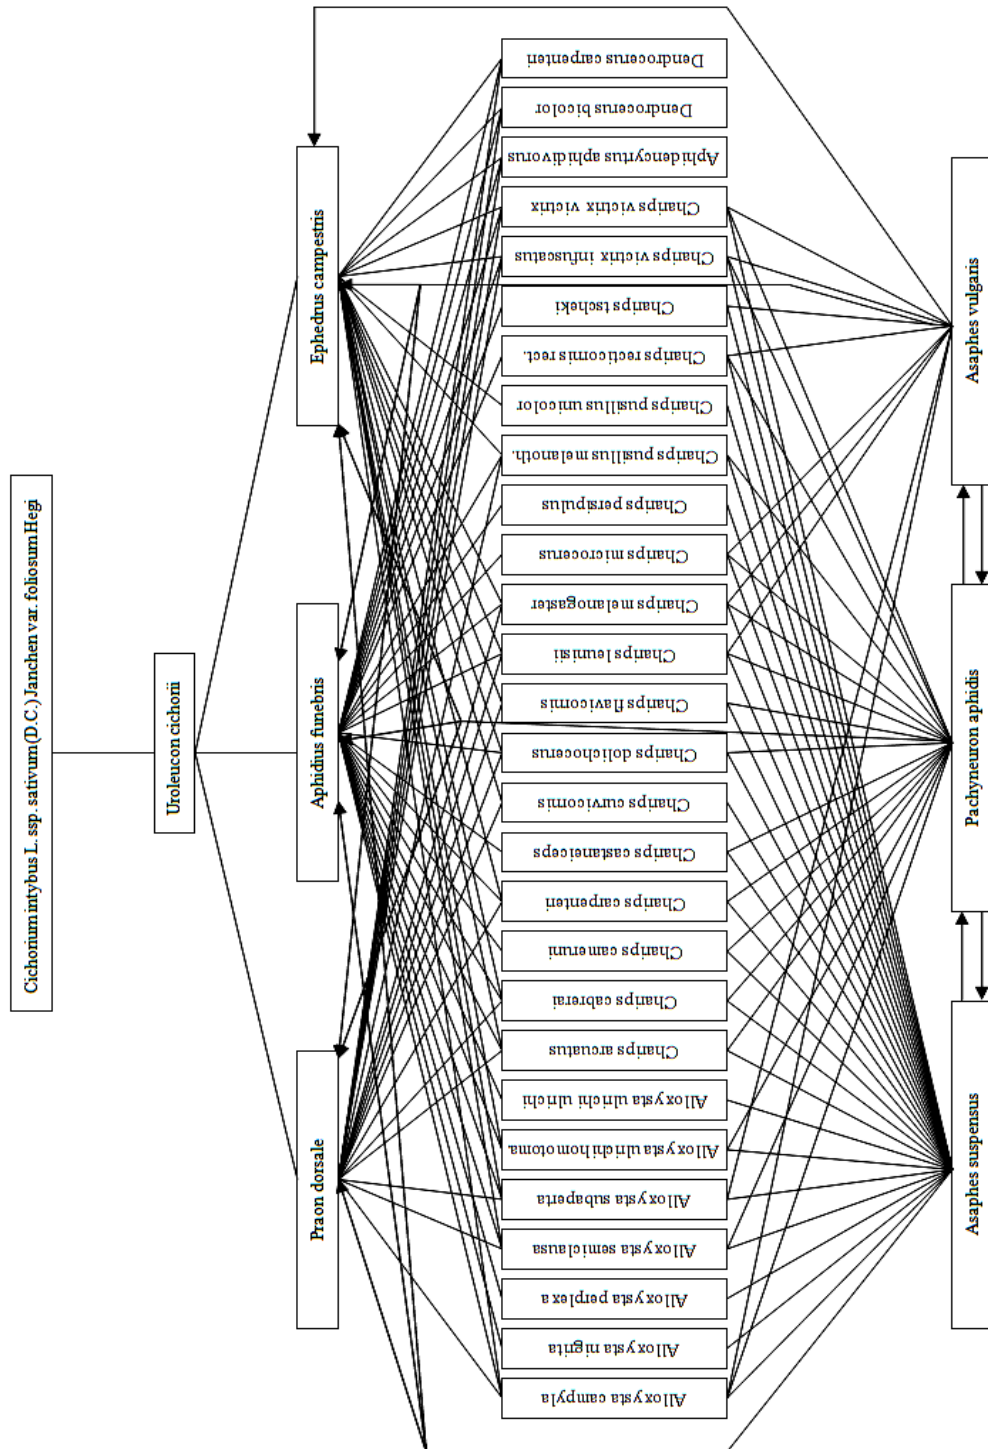 Cichorium intybus L. ssp. sativum (D.C.) Janchen var. foliosum Hegi
Uroleucon cichorii
Praon dorsale
Aphidius funebris
Ephedrus campestris
Dendrocerus carpenteri
Dendrocerus bicolor
Aphidencyrtus aphidivorus
Charips victrix victrix
Charips victrix infuscatus
Charips tscheki
Charips recticornis rect.
Charips pusillus unicolor
Charips pusillus melanoth.
Charips persipulus
Charips microcerus
Charips melanogaster
Charips leunisii
Charips flavicornis
Charips dolichocerus
Charips curvicornis
Charips castaneiceps
Charips carpenteri
Charips cameruni
Charips cabrerai
Charips arcuatus
Alloxysta ulrichi ulrichi
Alloxysta ulrichi homotoma
Alloxysta subaperta
Alloxysta semiclausa
Alloxysta perplexa
Alloxysta nigrita
Alloxysta campyla
Asaphes suspensus
Pachyneuron aphidis
Asaphes vulgaris